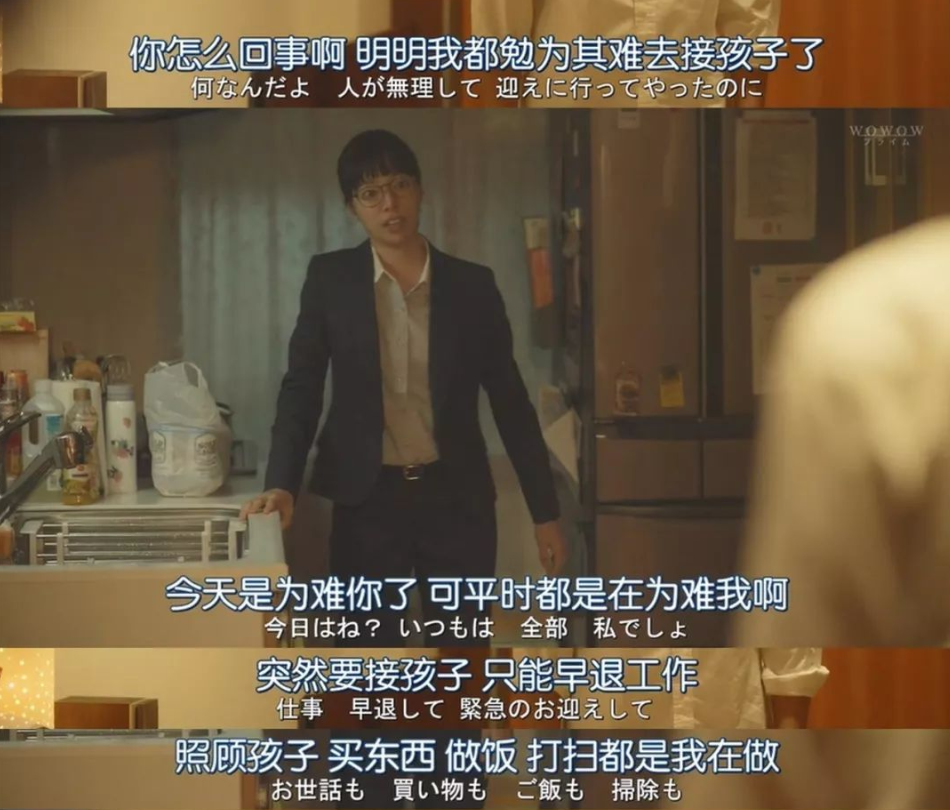 你怎么回事啊 明明我都勉为其难去接孩子了
何なんだよ 人が無理して 迎えに行ってやったのに
WOWOW
プライム
今天是为难你了 可平时都是在为难我啊
今日はね? いつもは 全部 私でしょ
突然要接孩子 只能早退工作
仕事 早退して 緊急のお迎えして
照顾孩子 买东西 做饭 打扫都是我在做
お世話も 買い物も ご飯も 掃除も